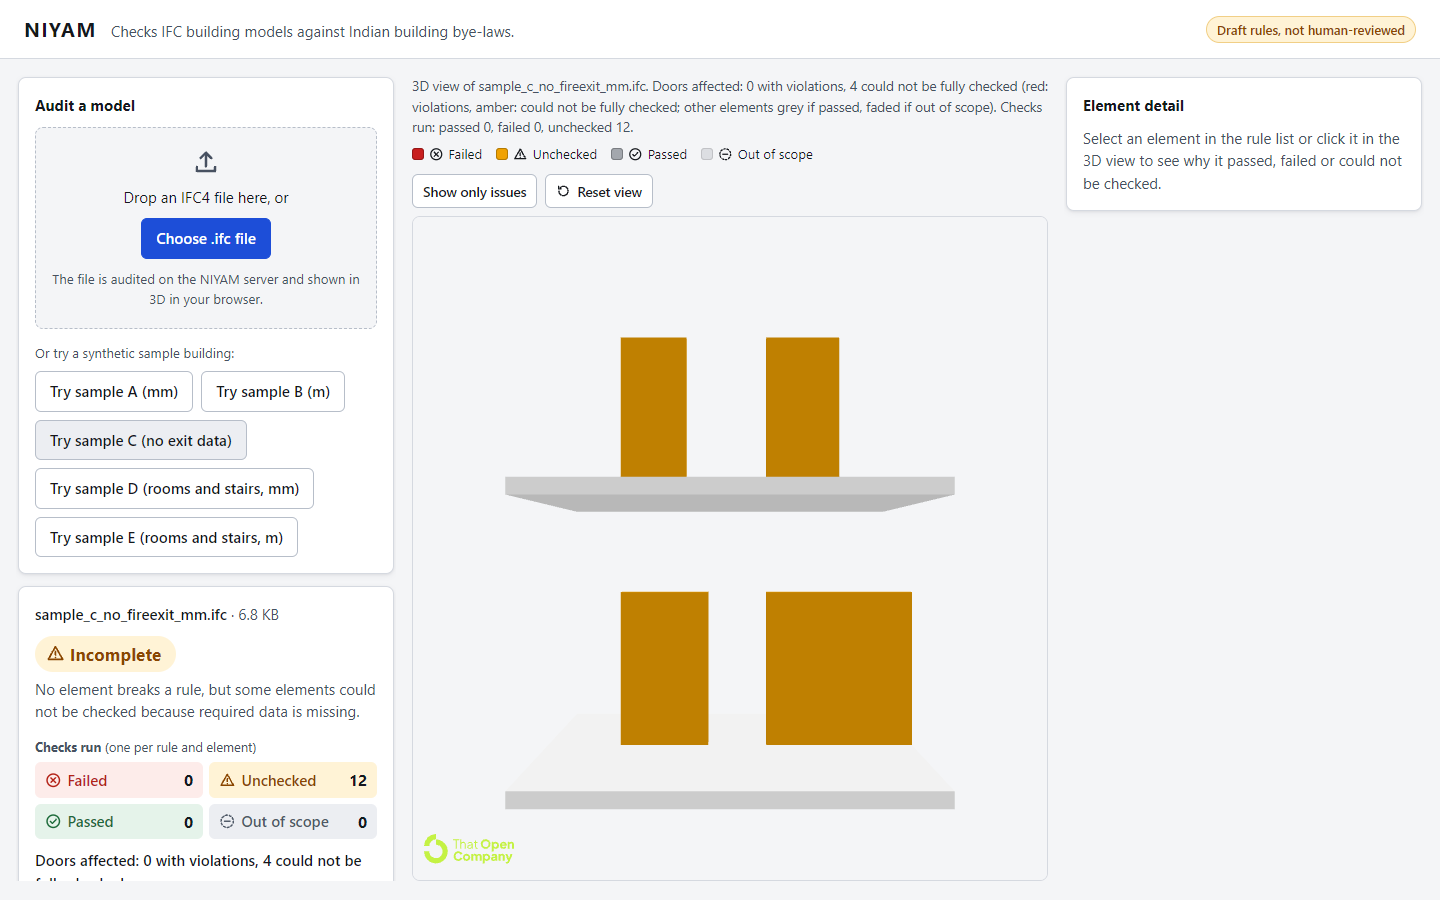 NIYAM
Checks IFC building models against Indian building bye-laws.
Draft rules, not human-reviewed
Audit a model
Drop an IFC4 file here, or
Choose .ifc file
The file is audited on the NIYAM server and shown in
3D in your browser.
Or try a synthetic sample building:
Try sample A (mm)
Try sample B (m)
Try sample C (no exit data)
Try sample D (rooms and stairs, mm)
Try sample E (rooms and stairs, m)
sample_c_no_fireexit_mm.ifc · 6.8 KB
Incomplete
No element breaks a rule, but some elements could
not be checked because required data is missing.
Checks run (one per rule and element)
Failed 0
Unchecked 12
Passed 0
Out of scope 0
Doors affected: 0 with violations, 4 could not be
3D view of sample_c_no_fireexit_mm.ifc. Doors affected: 0 with violations, 4 could not be fully checked (red:
violations, amber: could not be fully checked; other elements grey if passed, faded if out of scope). Checks
run: passed 0, failed 0, unchecked 12.
Failed
Unchecked
Passed
Out of scope
Show only issues
Reset view
That Open
Company
Element detail
Select an element in the rule list or click it in the
3D view to see why it passed, failed or could not
be checked.